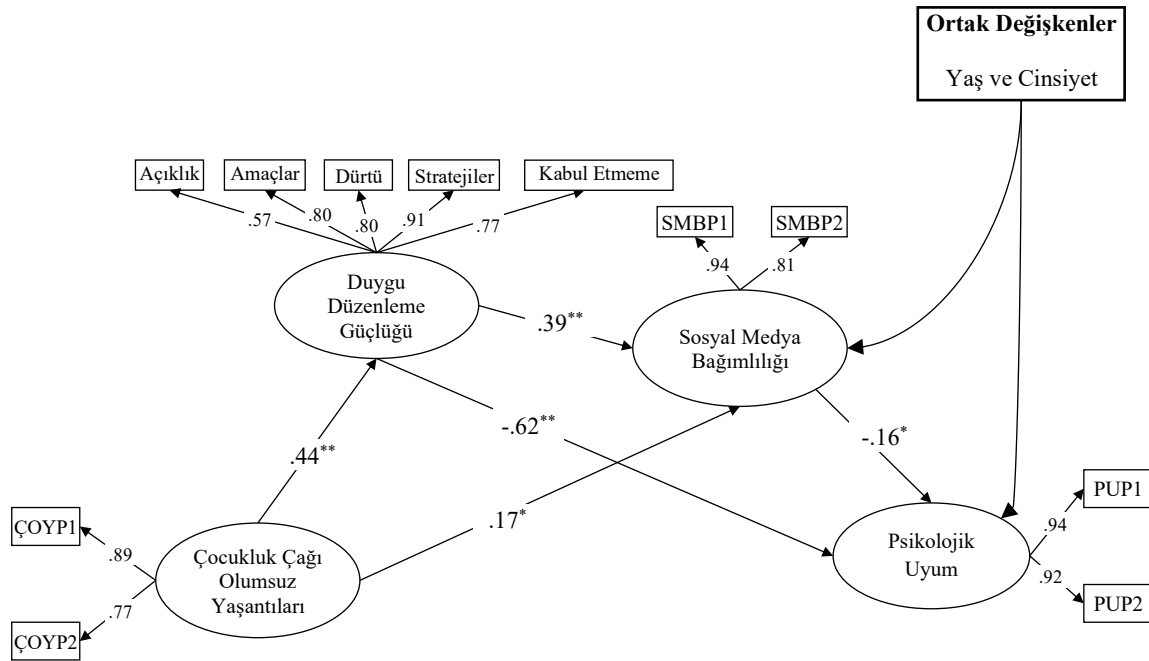 Ortak Değişkenler
Yaş ve Cinsiyet
Açıklık
Amaçlar
Dürtü
Stratejiler
Kabul Etmeme
.57
.80
.80
.91
.77
SMBP1
SMBP2
.94
.81
Duygu
Düzenleme
Güçlüğü
.39**
Sosyal Medya
Bağımlılığı
-.62**
-.16*
.44**
.17*
ÇOYP1
.89
Çocukluk Çağı
Olumsuz
Yaşantıları
.77
ÇOYP2
Psikolojik
Uyum
PUP1
.94
.92
PUP2